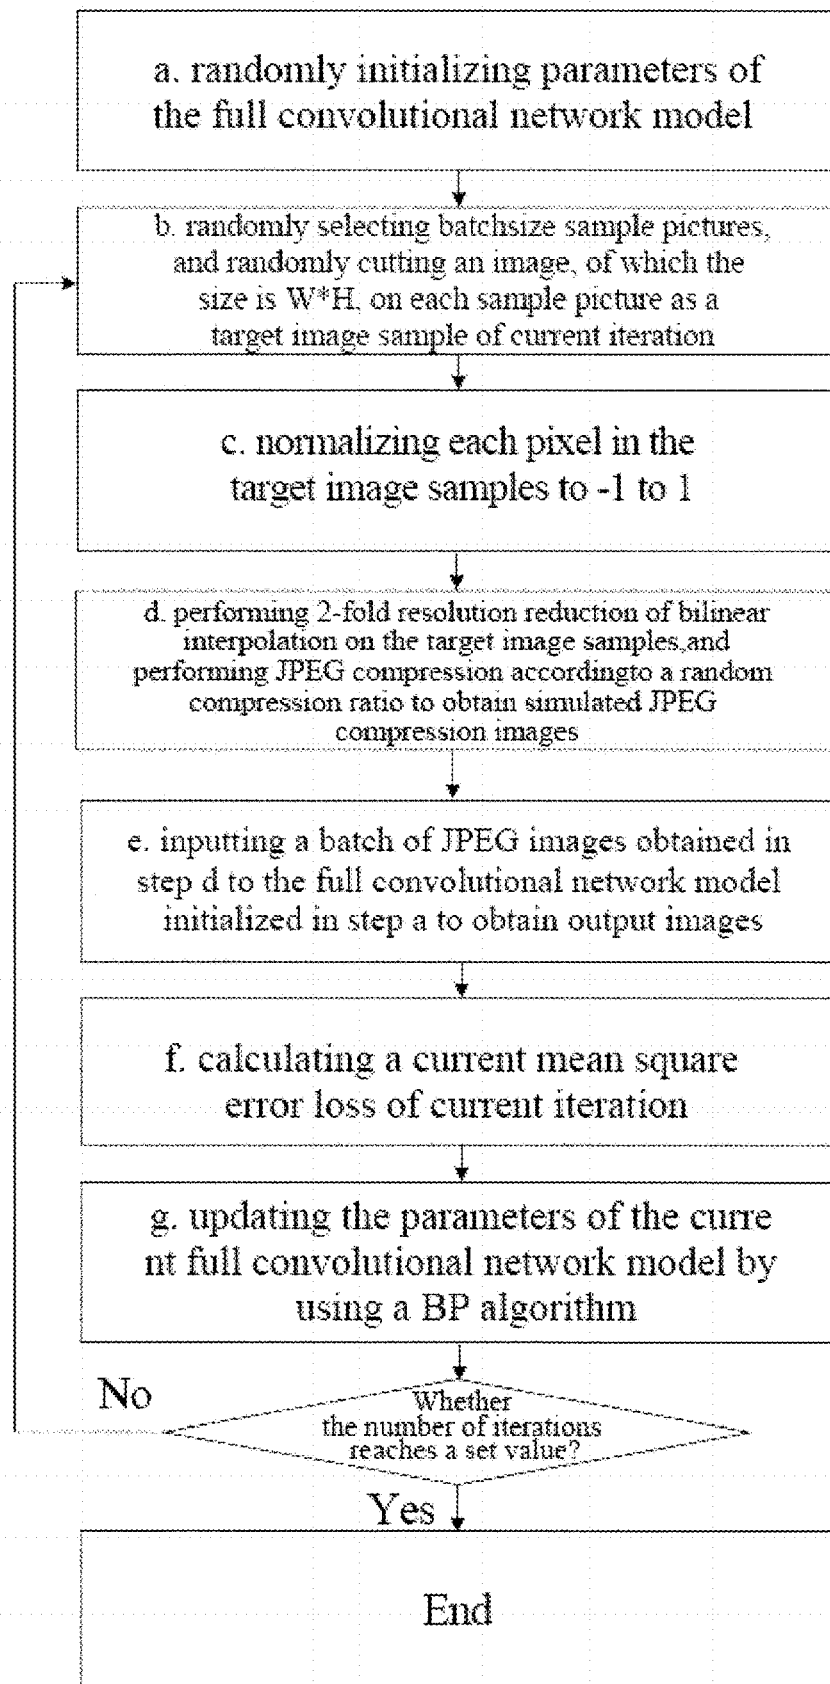 a. randomly initializing parameters of
the full convolutional network model
b. randomly selecting batchsize sample pictures,
and randomly cutting an image, of which the
size is W*H, on each sample picture as a
target image sample of current iteration
c. normalizing each pixel in the
target image samples to -1 to 1
d. performing 2-fold resolution reduction of bilinear
interpolation on the target image samples,and
performing JPEG compression accordingto a random
compression ratio to obtain simulated JPEG
compression images
e. inputting a batch of JPEG images obtained in
step d to the full convolutional network model
initialized in step a to obtain output images
f. calculating a current mean square
error loss of current iteration
g. updating the parameters of the curre
nt full convolutional network model by
using a BP algorithm
No
Whether
the number of iterations
reaches a set value?
Yes
End